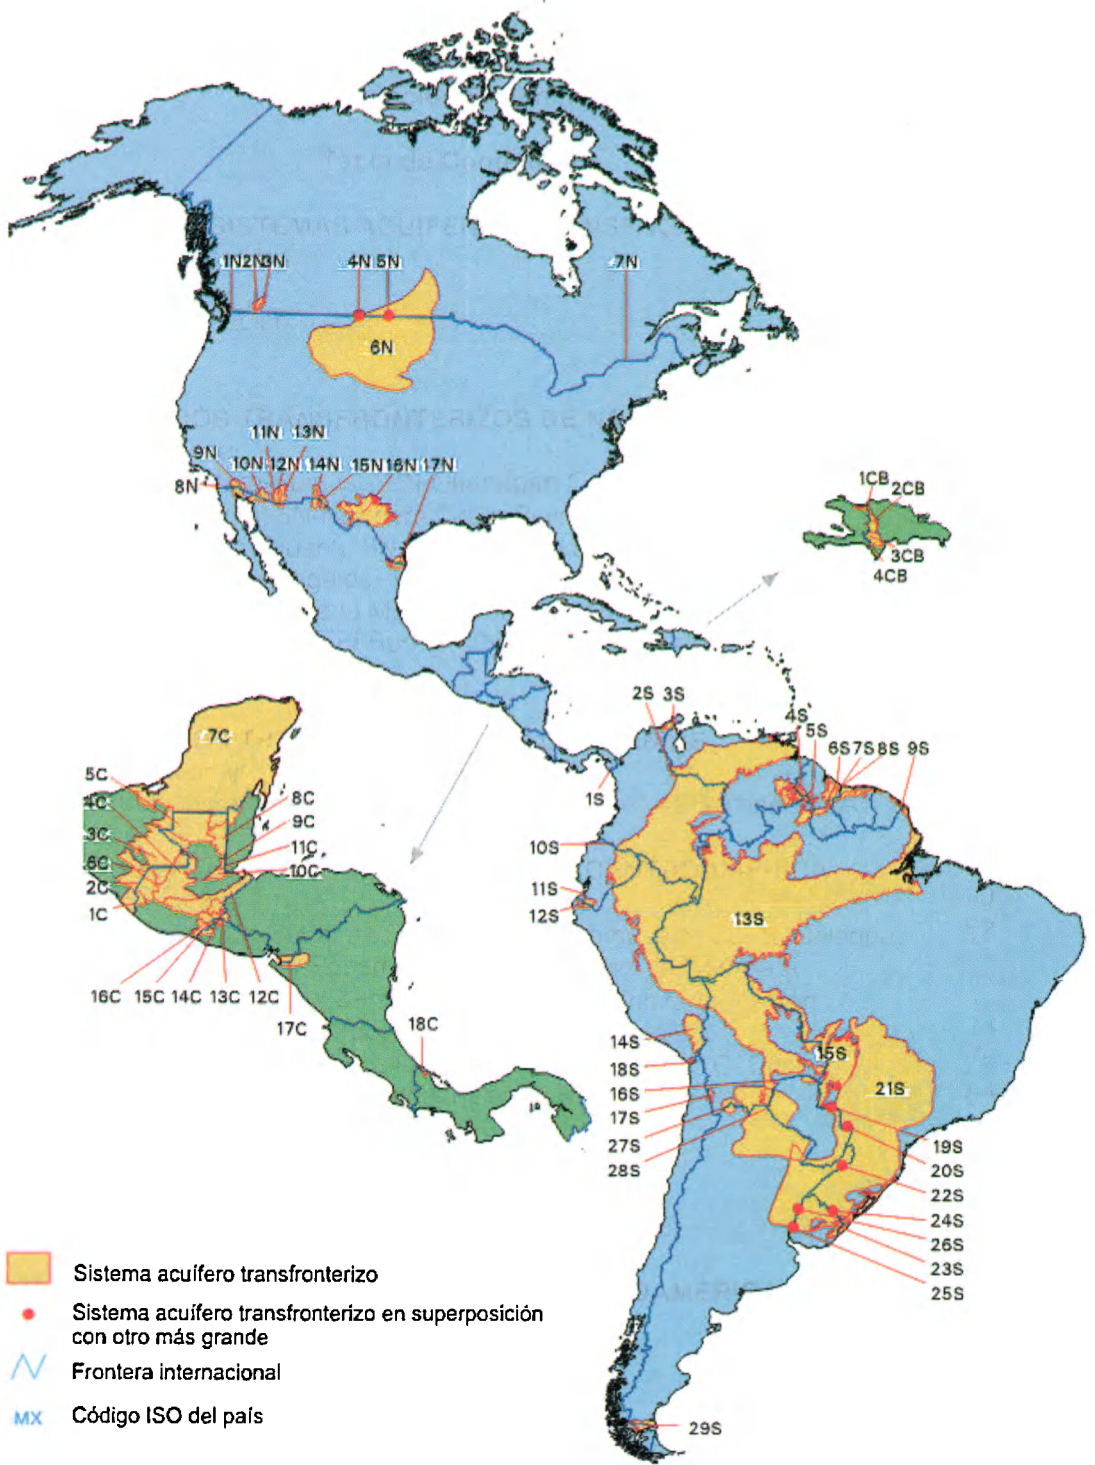 1N 2N 3N 4N 5N 7N
6N
11N 13N
9N
10N 12N 14N 15N 16N 17N
8N
1CB
2CB
3CB
4CB
7C
5C
4C
8C
3C
9C
6C
11C
2C
10C
1C
16C 15C 14C 13C 12C
17C
18C
2S 3S
4S
5S
6S 7S 8S 9S
1S
10S
11S
12S
13S
14S
15S
18S
16S
21S
17S
27S
19S
28S
20S
22S
24S
26S
23S
25S
29S
Sistema acuífero transfronterizo
Sistema acuífero transfronterizo en superposición
con otro más grande
Frontera internacional
MX Código ISO del país